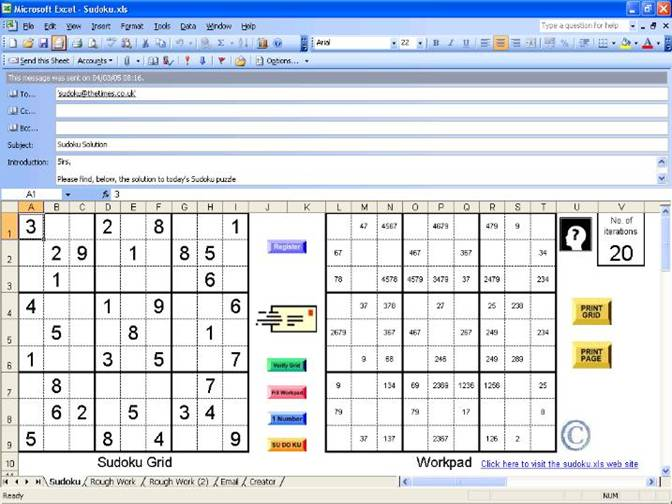 Microsoft Excel - Sudoku.xls
File Edit View Insert Format Tools Data Window Help Type a question for help
Arial 22 B I U
Send this Sheet Accounts Options...
This message was sent on 04/03/05 08:16.
To... 'sudoku@thetimes.co.uk'
Cc...
Bcc...
Subject: Sudoku Solution
Introduction: Sirs,
Please find, below, the solution to today's Sudoku puzzle
A1 fx 3
A B C D E F G H I J K L M N O P Q R S T U V
1 3 2 8 1 47 4567 4679 467 479 9 ? No. of
iterations
20
2 2 9 1 8 5 Register 67 467 367 34
3 1 6 78 4578 4579 3479 37 2479 234
4 4 1 9 6 37 378 27 25 238 PRINT
GRID
5 5 8 1 2679 367 467 267 249 234
6 1 3 5 7 Verify Grid 9 68 246 249 289 PRINT
PAGE
7 8 7 Fill Workpad 9 134 69 2369 1236 1256 25
8 6 2 5 3 4 1 Number 79 79 17 8
9 5 8 4 9 SU DO KU 37 137 2367 126 2 ©
10 Sudoku Grid Workpad Click here to visit the sudoku xls web site
Sudoku Rough Work Rough Work (2) Email Creator
Ready NUM